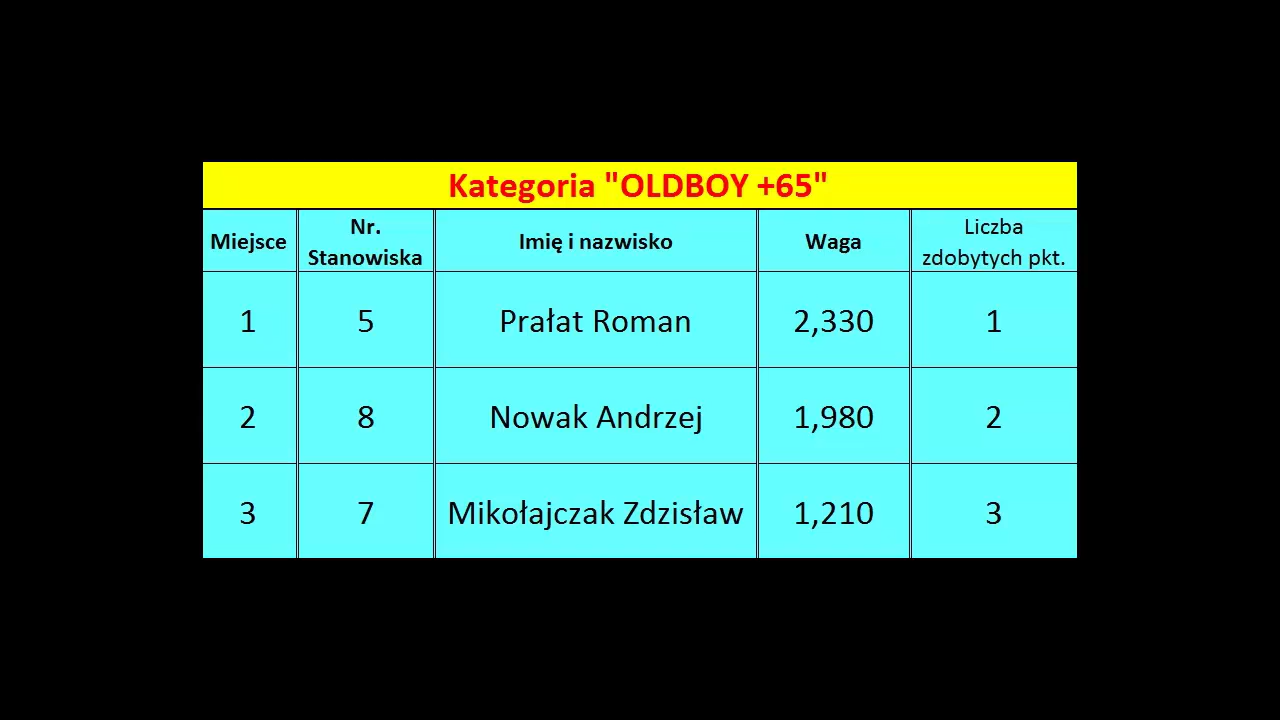 Kategoria "OLDBOY +65"
Miejsce Nr. Stanowiska Imię i nazwisko Waga Liczba zdobytych pkt.
1 5 Prałat Roman 2,330 1
2 8 Nowak Andrzej 1,980 2
3 7 Mikołajczak Zdzisław 1,210 3